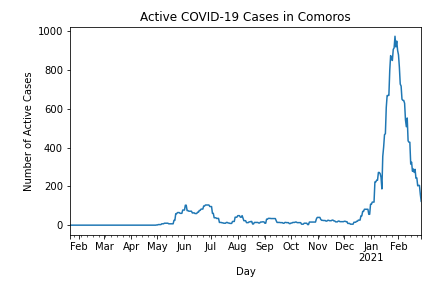 Active COVID-19 Cases in Comoros
Number of Active Cases
1000
800
600
400
200
0
Feb Mar Apr May Jun Jul Aug Sep Oct Nov Dec Jan Feb
2021
Day